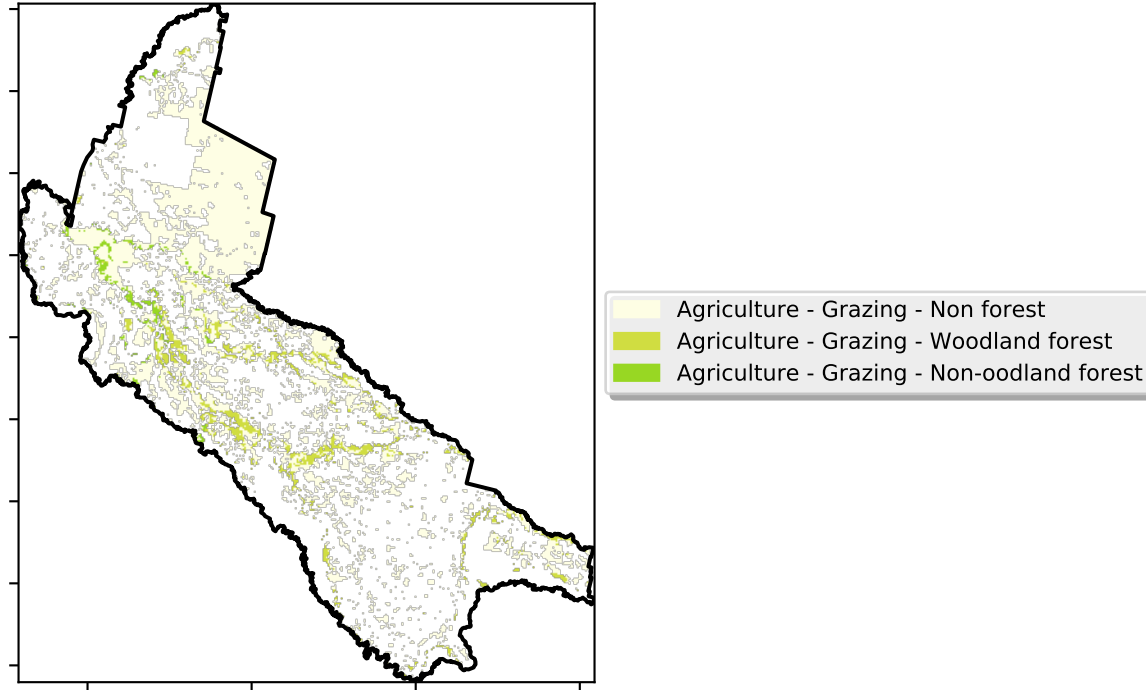 Agriculture - Grazing - Non forest
Agriculture - Grazing - Woodland forest
Agriculture - Grazing - Non-oodland forest